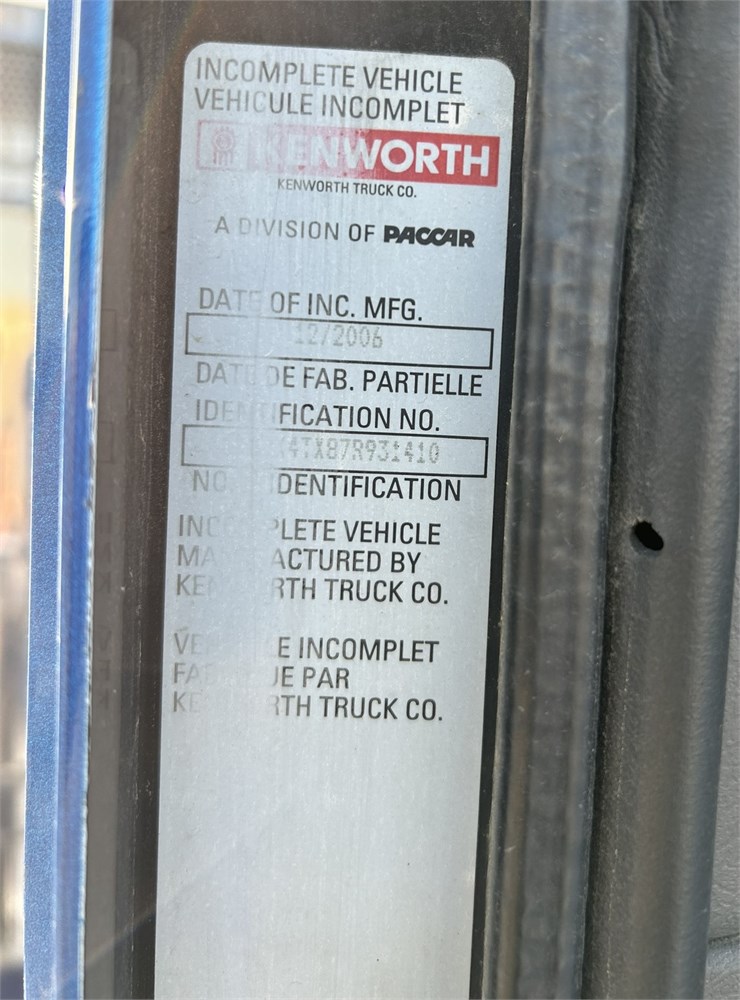 INCOMPLETE VEHICLE
VEHICULE INCOMPLET
KENWORTH
KENWORTH TRUCK CO.
A DIVISION OF PACCAR
DATE OF INC. MFG.
12/2006
DATE DE FAB. PARTIELLE
IDENTIFICATION NO.
NO IDENTIFICATION
INCOMPLETE VEHICLE
MANUFACTURED BY
KENWORTH TRUCK CO.
VEHICULE INCOMPLET
FABRIQUE PAR
KENWORTH TRUCK CO.